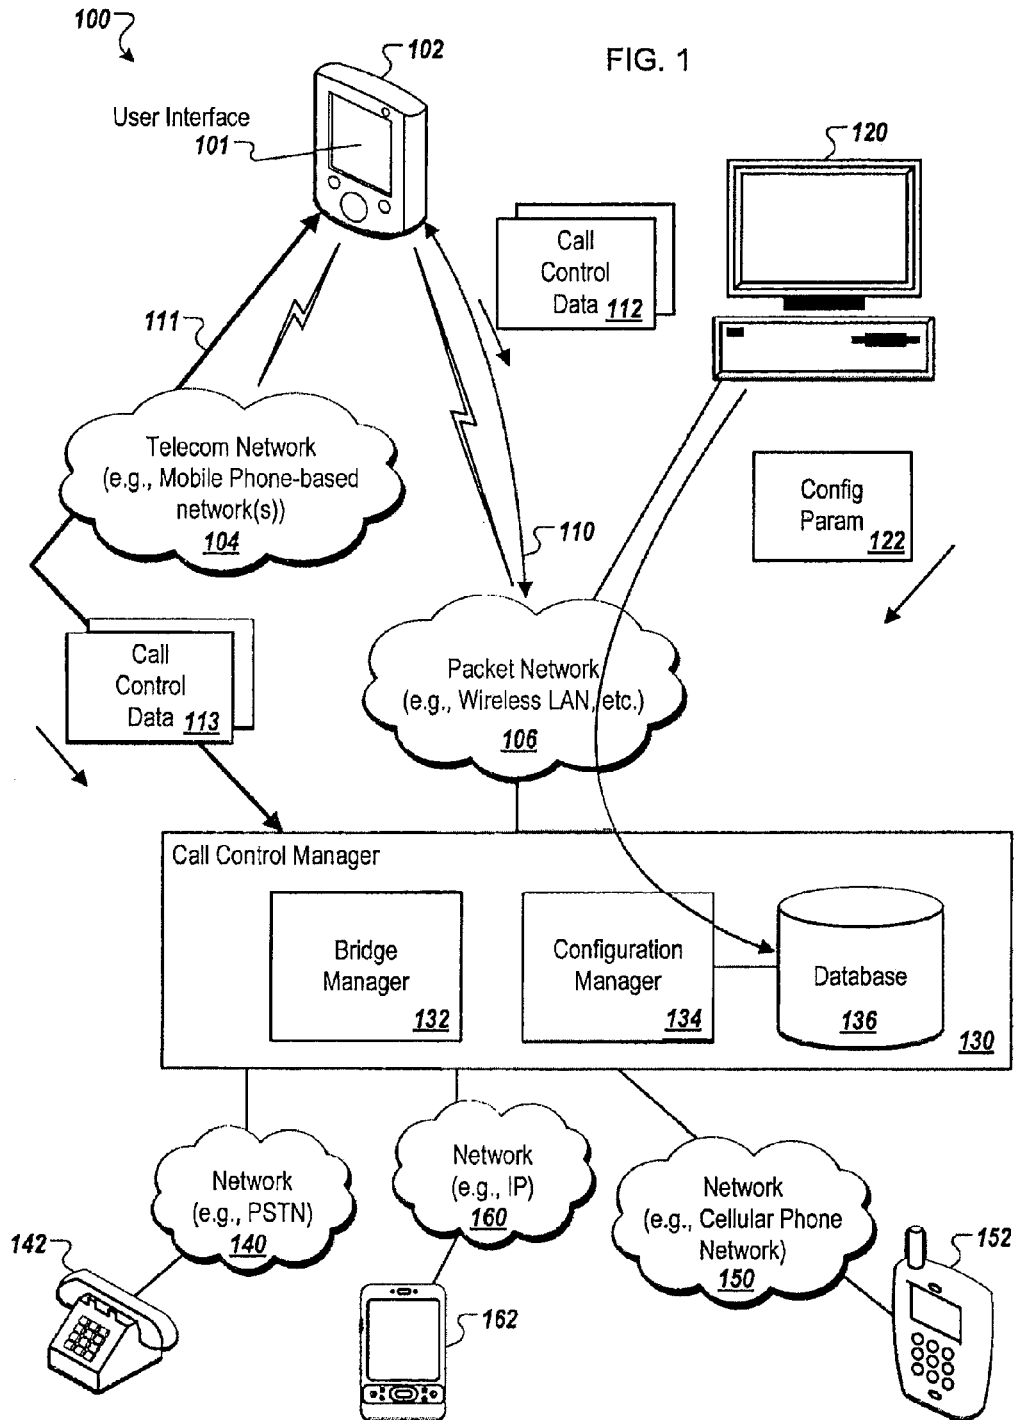 100
102
FIG. 1
User Interface
101
120
Call
Control
Data 112
111
Telecom Network
(e.g., Mobile Phone-based
network(s))
104
Config
Param
122
110
Call
Control
Data 113
Packet Network
(e.g., Wireless LAN, etc.)
106
Call Control Manager
Bridge
Manager
132
Configuration
Manager
134
Database
136
130
Network
(e.g., PSTN)
140
Network
(e.g., IP)
160
Network
(e.g., Cellular Phone
Network)
150
142
162
152